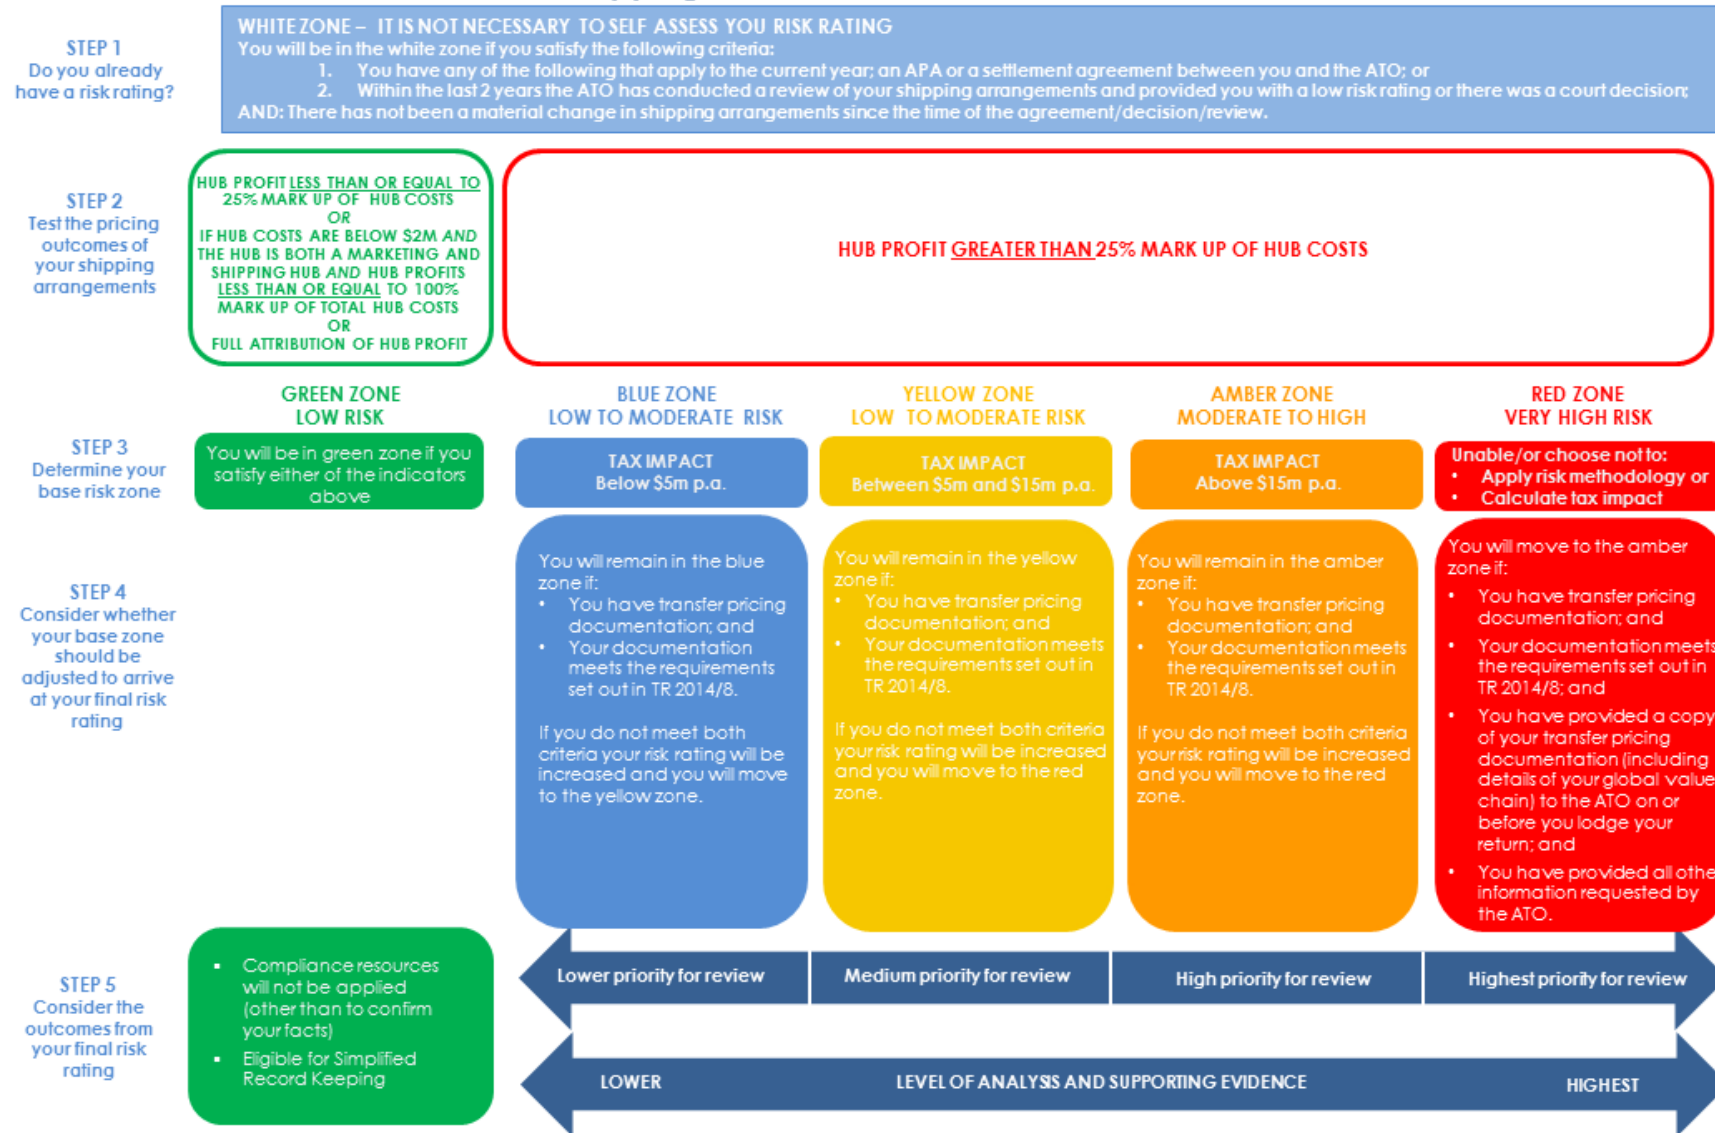 WHITE ZONE – IT IS NOT NECESSARY TO SELF ASSESS YOU RISK RATING
You will be in the white zone if you satisfy the following criteria:
1. You have any of the following that apply to the current year; an APA or a settlement agreement between you and the ATO; or
2. Within the last 2 years the ATO has conducted a review of your shipping arrangements and provided you with a low risk rating or there was a court decision;
AND: There has not been a material change in shipping arrangements since the time of the agreement/decision/review.
STEP 1
Do you already
have a risk rating?
STEP 2
Test the pricing
outcomes of
your shipping
arrangements
HUB PROFIT LESS THAN OR EQUAL TO
25% MARK UP OF HUB COSTS
OR
IF HUB COSTS ARE BELOW $2M AND
THE HUB IS BOTH A MARKETING AND
SHIPPING HUB AND HUB PROFITS
LESS THAN OR EQUAL TO 100%
MARK UP OF TOTAL HUB COSTS
OR
FULL ATTRIBUTION OF HUB PROFIT
HUB PROFIT GREATER THAN 25% MARK UP OF HUB COSTS
GREEN ZONE
LOW RISK
BLUE ZONE
LOW TO MODERATE RISK
YELLOW ZONE
LOW TO MODERATE RISK
AMBER ZONE
MODERATE TO HIGH
RED ZONE
VERY HIGH RISK
STEP 3
Determine your
base risk zone
You will be in green zone if you
satisfy either of the indicators
above
TAX IMPACT
Below $5m p.a.
TAX IMPACT
Between $5m and $15m p.a.
TAX IMPACT
Above $15m p.a.
Unable/or choose not to:
• Apply risk methodology or
• Calculate tax impact
STEP 4
Consider whether
your base zone
should be
adjusted to arrive
at your final risk
rating
You will remain in the blue
zone if:
• You have transfer pricing
documentation; and
• Your documentation
meets the requirements
set out in TR 2014/8.
If you do not meet both
criteria your risk rating will be
increased and you will move
to the yellow zone.
You will remain in the yellow
zone if:
• You have transfer pricing
documentation; and
• Your documentation meets
the requirements set out in
TR 2014/8.
If you do not meet both criteria
your risk rating will be increased
and you will move to the red
zone.
You will remain in the amber
zone if:
• You have transfer pricing
documentation; and
• Your documentation meets
the requirements set out in
TR 2014/8.
If you do not meet both criteria
your risk rating will be increased
and you will move to the red
zone.
You will move to the amber
zone if:
• You have transfer pricing
documentation; and
• Your documentation meets
the requirements set out in
TR 2014/8; and
• You have provided a copy
of your transfer pricing
documentation (including
details of your global value
chain) to the ATO on or
before you lodge your
return; and
• You have provided all othe
information requested by
the ATO.
STEP 5
Consider the
outcomes from
your final risk
rating
▪ Compliance resources
will not be applied
(other than to confirm
your facts)
▪ Eligible for Simplified
Record Keeping
Lower priority for review
Medium priority for review
High priority for review
Highest priority for review
LOWER
LEVEL OF ANALYSIS AND SUPPORTING EVIDENCE
HIGHEST